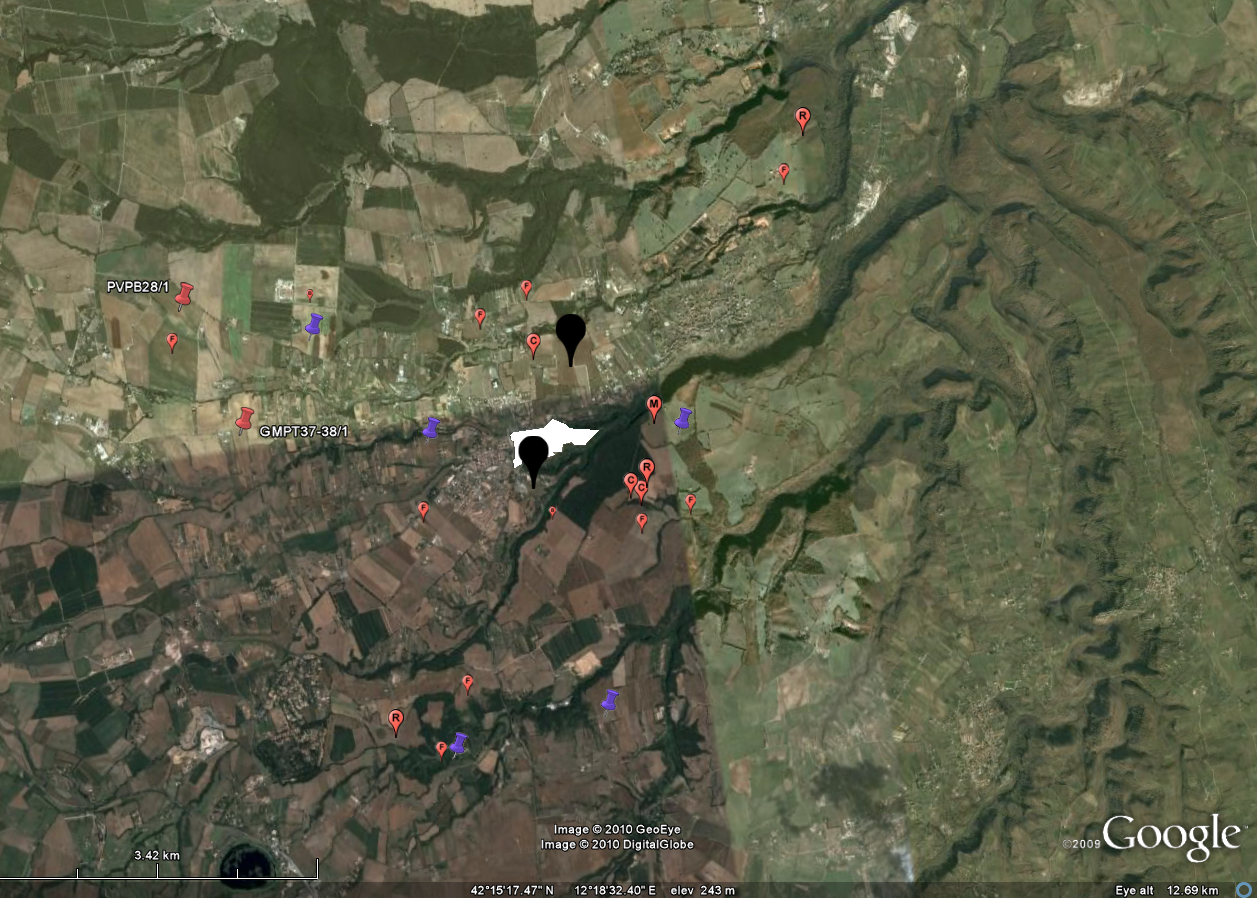 R
F
PVPB28/1
F
F
F
C
M
GMPT37-38/1
R
C
C
F
F
F
F
R
F
Image © 2010 GeoEye
Image © 2010 DigitalGlobe
©2009 Google
3.42 km
42°15'17.47" N 12°18'32.40" E elev 243 m
Eye alt 12.69 km